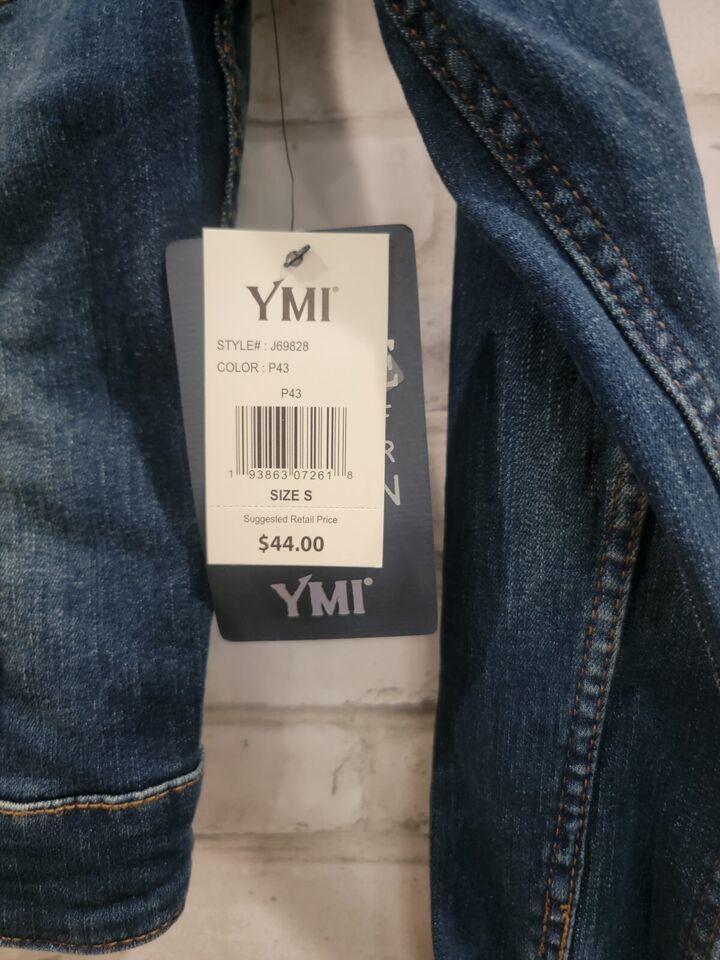 YMI®
STYLE# : J69828
COLOR : P43
P43
1 93863 07261 8
SIZE S
Suggested Retail Price
$44.00
YMI®